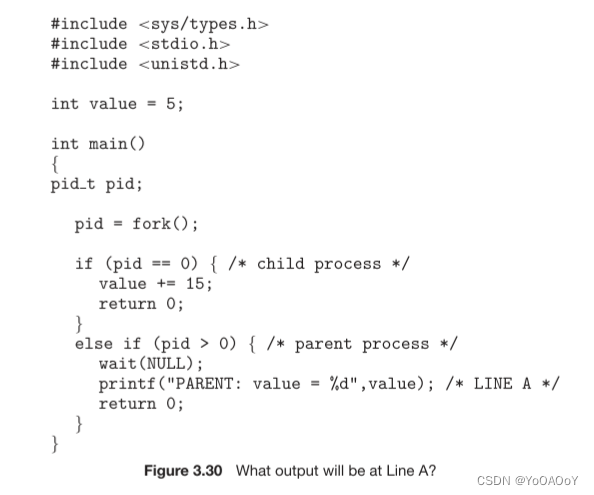 #include <sys/types.h>
#include <stdio.h>
#include <unistd.h>
int value = 5;
int main()
{
pid_t pid;
pid = fork();
if (pid == 0) { /* child process */
value += 15;
return 0;
}
else if (pid > 0) { /* parent process */
wait(NULL);
printf("PARENT: value = %d",value); /* LINE A */
return 0;
}
}
Figure 3.30 What output will be at Line A?
CSDN @YoOAOoY